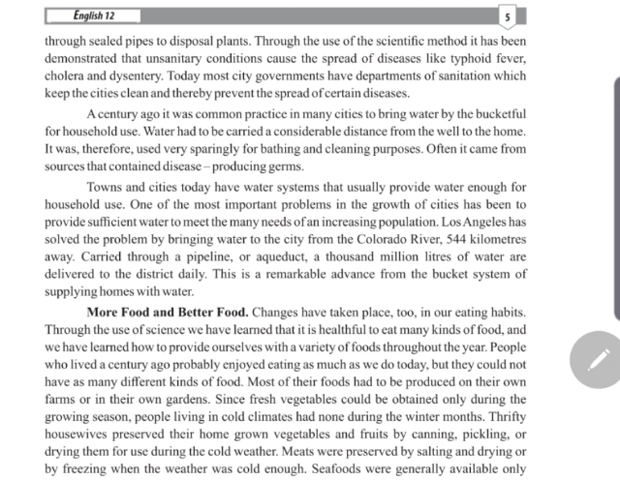 English 12
5
through sealed pipes to disposal plants. Through the use of the scientific method it has been
demonstrated that unsanitary conditions cause the spread of diseases like typhoid fever,
cholera and dysentery. Today most city governments have departments of sanitation which
keep the cities clean and thereby prevent the spread of certain diseases.
A century ago it was common practice in many cities to bring water by the bucketful
for household use. Water had to be carried a considerable distance from the well to the home.
It was, therefore, used very sparingly for bathing and cleaning purposes. Often it came from
sources that contained disease – producing germs.
Towns and cities today have water systems that usually provide water enough for
household use. One of the most important problems in the growth of cities has been to
provide sufficient water to meet the many needs of an increasing population. Los Angeles has
solved the problem by bringing water to the city from the Colorado River, 544 kilometres
away. Carried through a pipeline, or aqueduct, a thousand million litres of water are
delivered to the district daily. This is a remarkable advance from the bucket system of
supplying homes with water.
More Food and Better Food. Changes have taken place, too, in our eating habits.
Through the use of science we have learned that it is healthful to eat many kinds of food, and
we have learned how to provide ourselves with a variety of foods throughout the year. People
who lived a century ago probably enjoyed eating as much as we do today, but they could not
have as many different kinds of food. Most of their foods had to be produced on their own
farms or in their own gardens. Since fresh vegetables could be obtained only during the
growing season, people living in cold climates had none during the winter months. Thrifty
housewives preserved their home grown vegetables and fruits by canning, pickling, or
drying them for use during the cold weather. Meats were preserved by salting and drying or
by freezing when the weather was cold enough. Seafoods were generally available only